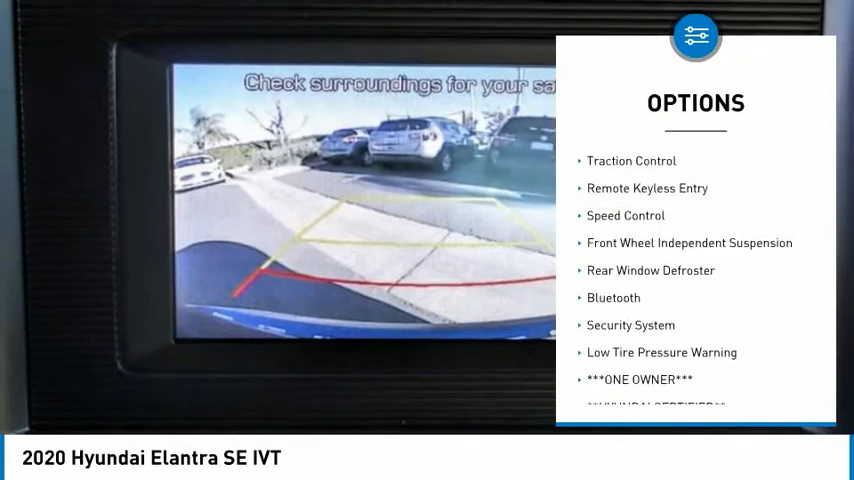 Check surroundings for your sa
OPTIONS
Traction Control
Remote Keyless Entry
Speed Control
Front Wheel Independent Suspension
Rear Window Defroster
Bluetooth
Security System
Low Tire Pressure Warning
***ONE OWNER***
2020 Hyundai Elantra SE IVT